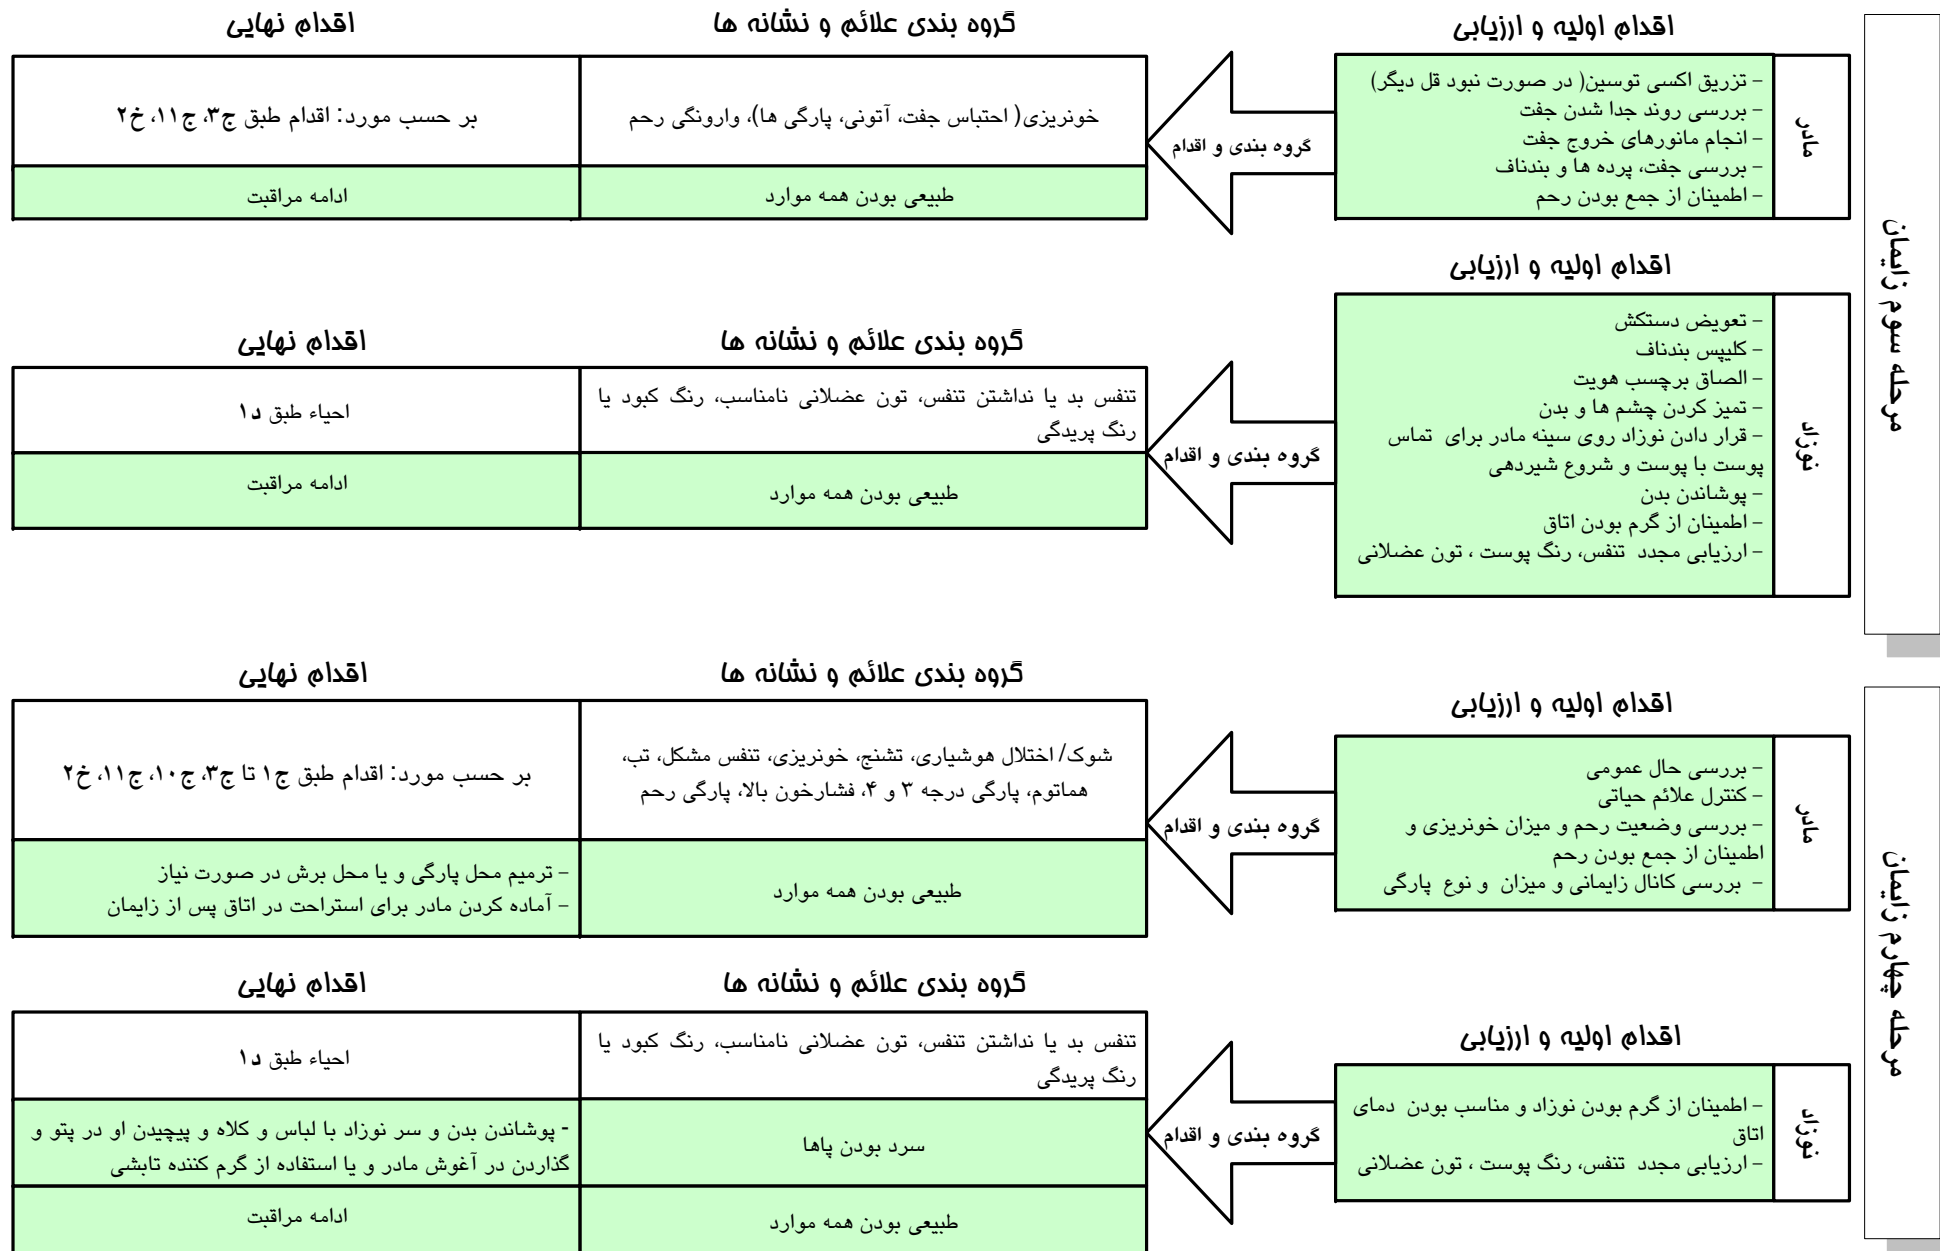 مرحله سوم زایمان
اقدام اولیه و ارزیابی
مادر
- تزریق اکسی توسین( در صورت نبود قل دیگر)
- بررسی روند جدا شدن جفت
- انجام مانورهای خروج جفت
- بررسی جفت، پرده ها و بندناف
- اطمینان از جمع بودن رحم
گروه بندی و اقدام
گروه بندی علائم و نشانه ها
اقدام نهایی
خونریزی( احتباس جفت، آتونی، پارگی ها)، وارونگی رحم
بر حسب مورد: اقدام طبق ج۳، ج۱۱، خ۲
طبیعی بودن همه موارد
ادامه مراقبت
اقدام اولیه و ارزیابی
نوزاد
- تعویض دستکش
- کلیپس بندناف
- الصاق برچسب هویت
- تمیز کردن چشم ها و بدن
- قرار دادن نوزاد روی سینه مادر برای تماس
پوست با پوست و شروع شیردهی
- پوشاندن بدن
- اطمینان از گرم بودن اتاق
- ارزیابی مجدد تنفس، رنگ پوست ، تون عضلانی
گروه بندی و اقدام
گروه بندی علائم و نشانه ها
اقدام نهایی
تنفس بد یا نداشتن تنفس، تون عضلانی نامناسب، رنگ کبود یا
رنگ پریدگی
احیاء طبق د۱
طبیعی بودن همه موارد
ادامه مراقبت
مرحله چهارم زایمان
اقدام اولیه و ارزیابی
مادر
- بررسی حال عمومی
- کنترل علائم حیاتی
- بررسی وضعیت رحم و میزان خونریزی و
اطمینان از جمع بودن رحم
- بررسی کانال زایمانی و میزان و نوع پارگی
گروه بندی و اقدام
گروه بندی علائم و نشانه ها
اقدام نهایی
شوک/ اختلال هوشیاری، تشنج، خونریزی، تنفس مشکل، تب،
هماتوم، پارگی درجه ۳ و ۴، فشارخون بالا، پارگی رحم
بر حسب مورد: اقدام طبق ج۱ تا ج۳، ج۱۰، ج۱۱، خ۲
طبیعی بودن همه موارد
- ترمیم محل پارگی و یا محل برش در صورت نیاز
- آماده کردن مادر برای استراحت در اتاق پس از زایمان
اقدام اولیه و ارزیابی
نوزاد
- اطمینان از گرم بودن نوزاد و مناسب بودن دمای
اتاق
- ارزیابی مجدد تنفس، رنگ پوست ، تون عضلانی
گروه بندی و اقدام
گروه بندی علائم و نشانه ها
اقدام نهایی
تنفس بد یا نداشتن تنفس، تون عضلانی نامناسب، رنگ کبود یا
رنگ پریدگی
احیاء طبق د۱
سرد بودن پاها
- پوشاندن بدن و سر نوزاد با لباس و کلاه و پیچیدن او در پتو و
گذاردن در آغوش مادر و یا استفاده از گرم کننده تابشی
طبیعی بودن همه موارد
ادامه مراقبت